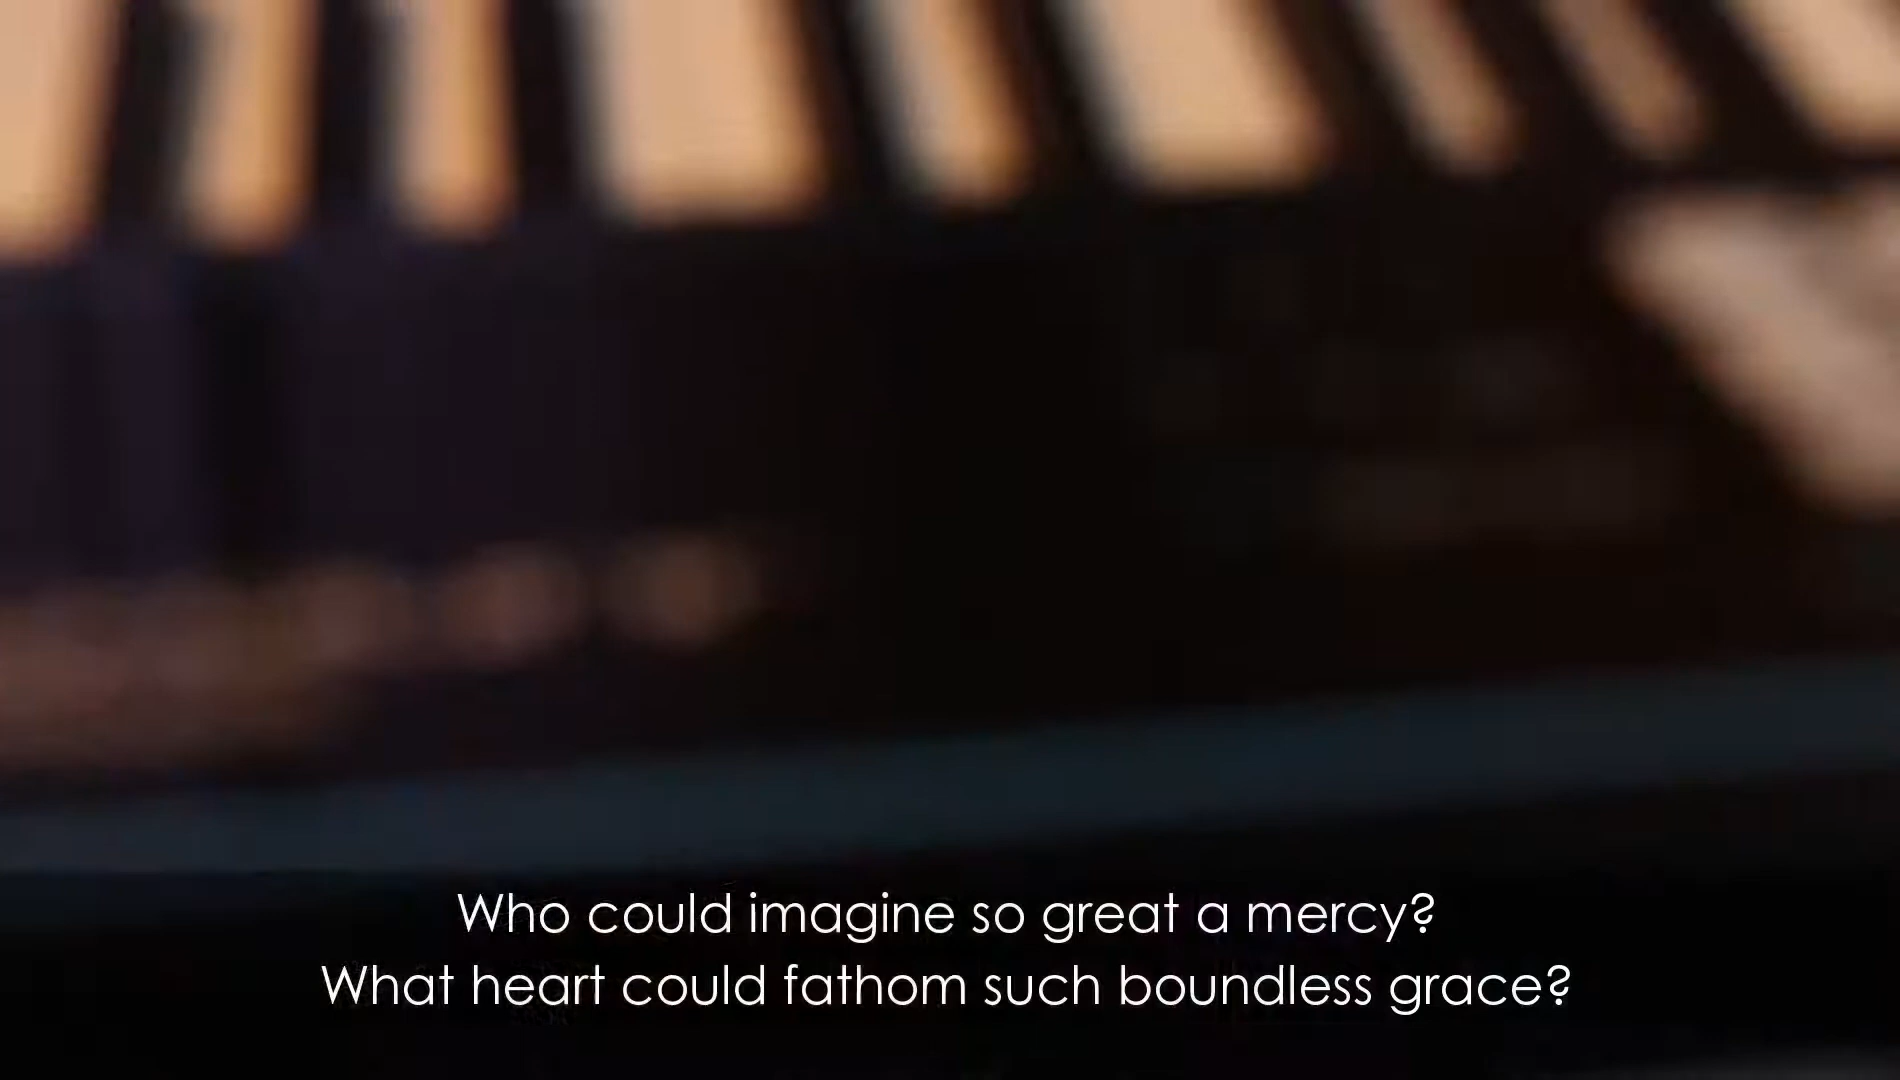 Who could imagine so great a mercy?
What heart could fathom such boundless grace?